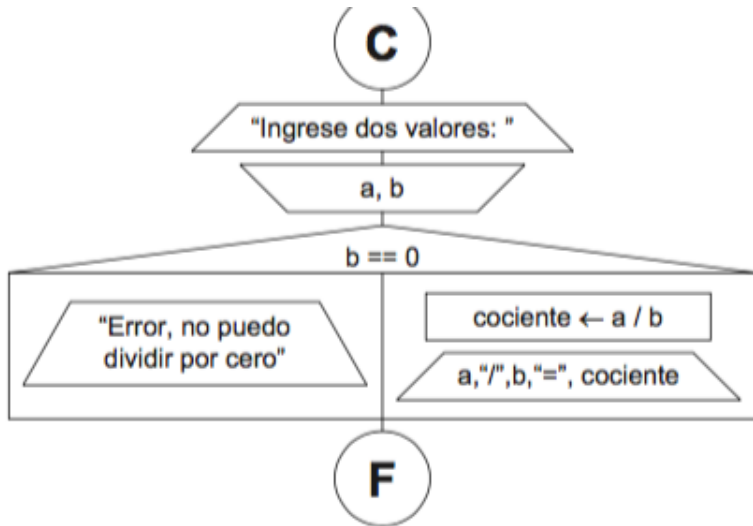 C
“Ingrese dos valores: ”
a, b
b == 0
“Error, no puedo
dividir por cero”
cociente ← a / b
a,“/”,b,“=”, cociente
F